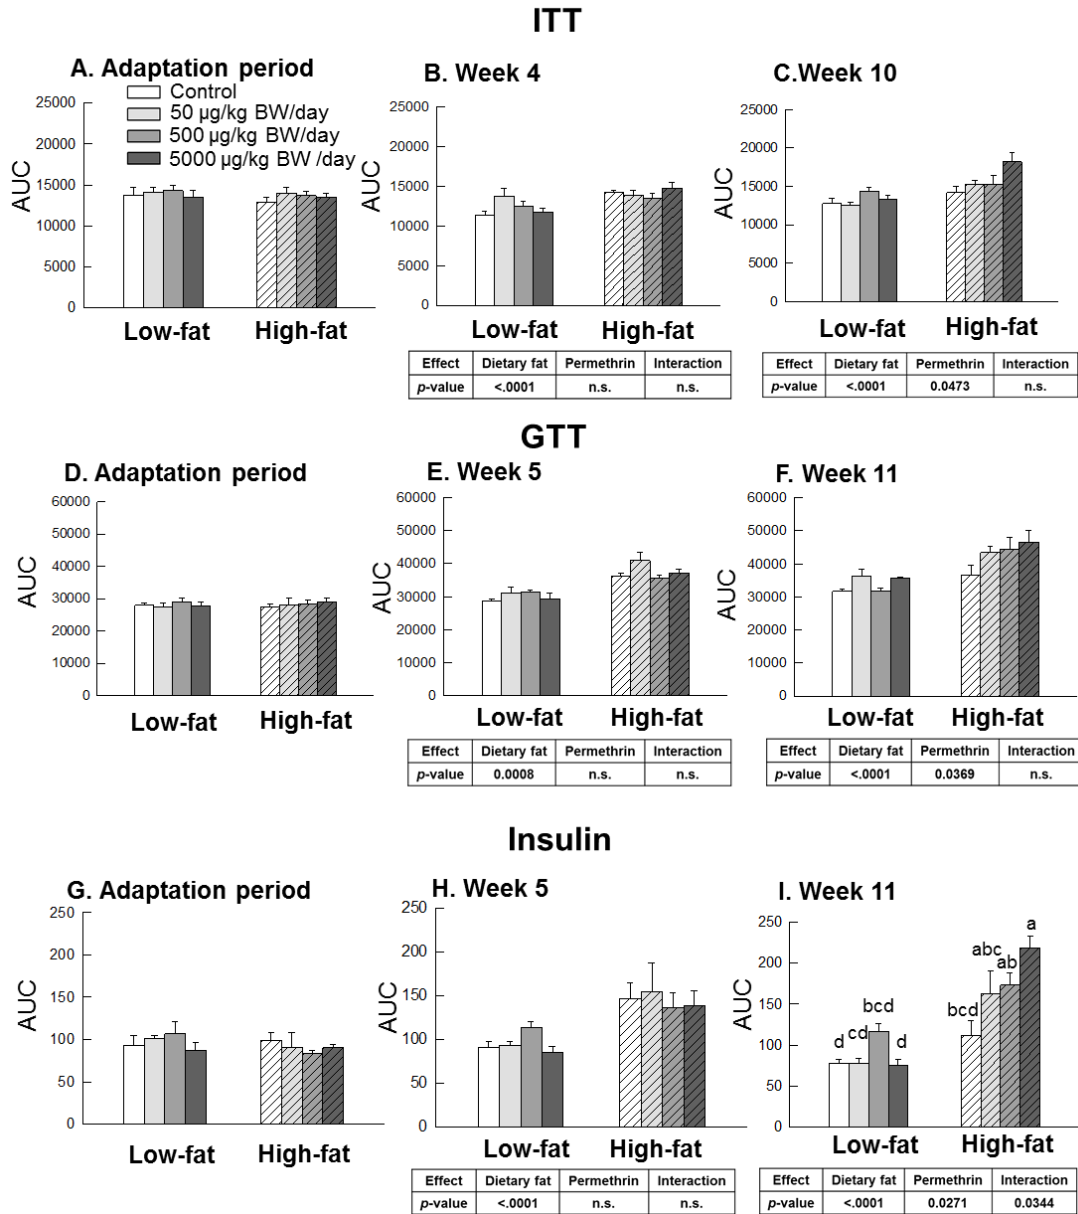 ITT
A. Adaptation period
Control
50 µg/kg BW/day
500 µg/kg BW/day
5000 µg/kg BW /day
AUC
25000
20000
15000
10000
5000
0
Low-fat
High-fat
B. Week 4
AUC
25000
20000
15000
10000
5000
0
Low-fat
High-fat
Effect Dietary fat Permethrin Interaction
p-value <.0001 n.s. n.s.
C.Week 10
AUC
25000
20000
15000
10000
5000
0
Low-fat
High-fat
Effect Dietary fat Permethrin Interaction
p-value <.0001 0.0473 n.s.
GTT
D. Adaptation period
AUC
60000
50000
40000
30000
20000
10000
0
Low-fat
High-fat
E. Week 5
AUC
60000
50000
40000
30000
20000
10000
0
Low-fat
High-fat
Effect Dietary fat Permethrin Interaction
p-value 0.0008 n.s. n.s.
F. Week 11
AUC
60000
50000
40000
30000
20000
10000
0
Low-fat
High-fat
Effect Dietary fat Permethrin Interaction
p-value <.0001 0.0369 n.s.
Insulin
G. Adaptation period
AUC
250
200
150
100
50
0
Low-fat
High-fat
H. Week 5
AUC
250
200
150
100
50
0
Low-fat
High-fat
Effect Dietary fat Permethrin Interaction
p-value <.0001 n.s. n.s.
I. Week 11
AUC
250
200
150
100
50
0
d
cd
bcd
d
bcd
abc
ab
a
Low-fat
High-fat
Effect Dietary fat Permethrin Interaction
p-value <.0001 0.0271 0.0344